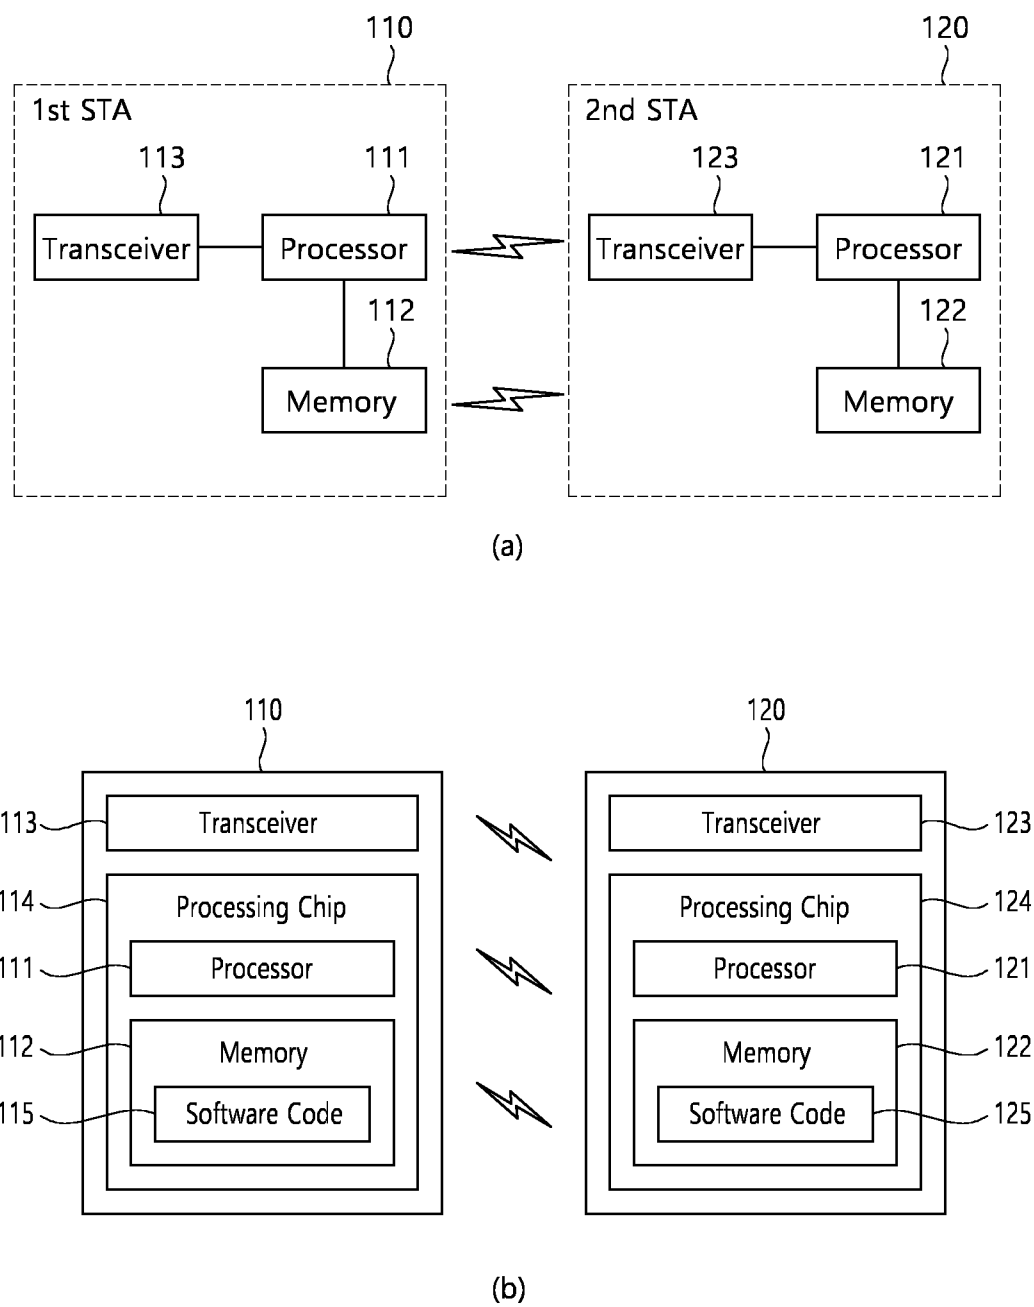 110 120
1st STA 2nd STA
113 111 123 121
Transceiver Processor Transceiver Processor
112 122
Memory Memory
(a)
110 120
113 Transceiver Transceiver 123
114 Processing Chip Processing Chip 124
111 Processor Processor 121
112 Memory Memory 122
115 Software Code Software Code 125
(b)